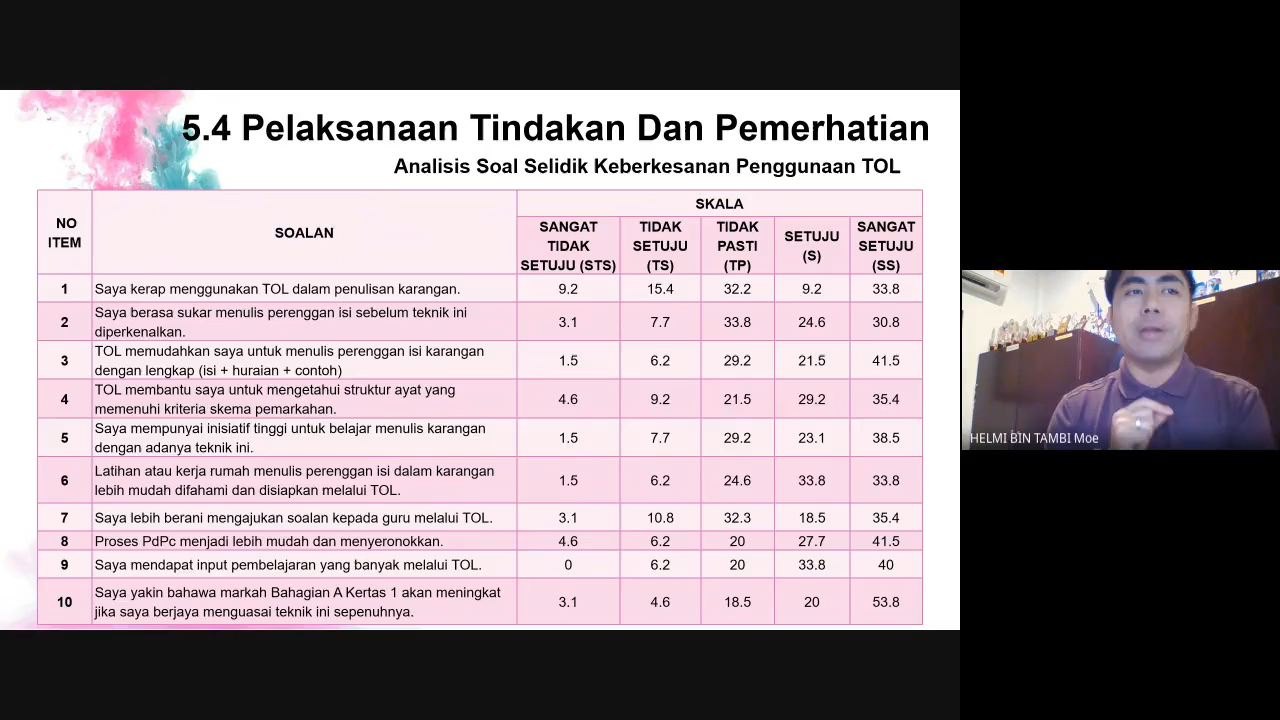 5.4 Pelaksanaan Tindakan Dan Pemerhatian
Analisis Soal Selidik Keberkesanan Penggunaan TOL
NO
ITEM
SOALAN
SKALA
SANGAT
TIDAK
SETUJU (STS)
TIDAK
SETUJU
(TS)
TIDAK
PASTI
(TP)
SETUJU
(S)
SANGAT
SETUJU
(SS)
1 Saya kerap menggunakan TOL dalam penulisan karangan. 9.2 15.4 32.2 9.2 33.8
2 Saya berasa sukar menulis perenggan isi sebelum teknik ini
diperkenalkan. 3.1 7.7 33.8 24.6 30.8
3 TOL memudahkan saya untuk menulis perenggan isi karangan
dengan lengkap (isi + huraian + contoh) 1.5 6.2 29.2 21.5 41.5
4 TOL membantu saya untuk mengetahui struktur ayat yang
memenuhi kriteria skema pemarkahan. 4.6 9.2 21.5 29.2 35.4
5 Saya mempunyai inisiatif tinggi untuk belajar menulis karangan
dengan adanya teknik ini. 1.5 7.7 29.2 23.1 38.5
6 Latihan atau kerja rumah menulis perenggan isi dalam karangan
lebih mudah difahami dan disiapkan melalui TOL. 1.5 6.2 24.6 33.8 33.8
7 Saya lebih berani mengajukan soalan kepada guru melalui TOL. 3.1 10.8 32.3 18.5 35.4
8 Proses PdPc menjadi lebih mudah dan menyeronokkan. 4.6 6.2 20 27.7 41.5
9 Saya mendapat input pembelajaran yang banyak melalui TOL. 0 6.2 20 33.8 40
10 Saya yakin bahawa markah Bahagian A Kertas 1 akan meningkat
jika saya berjaya menguasai teknik ini sepenuhnya. 3.1 4.6 18.5 20 53.8
HELMI BIN TAMBI Moe